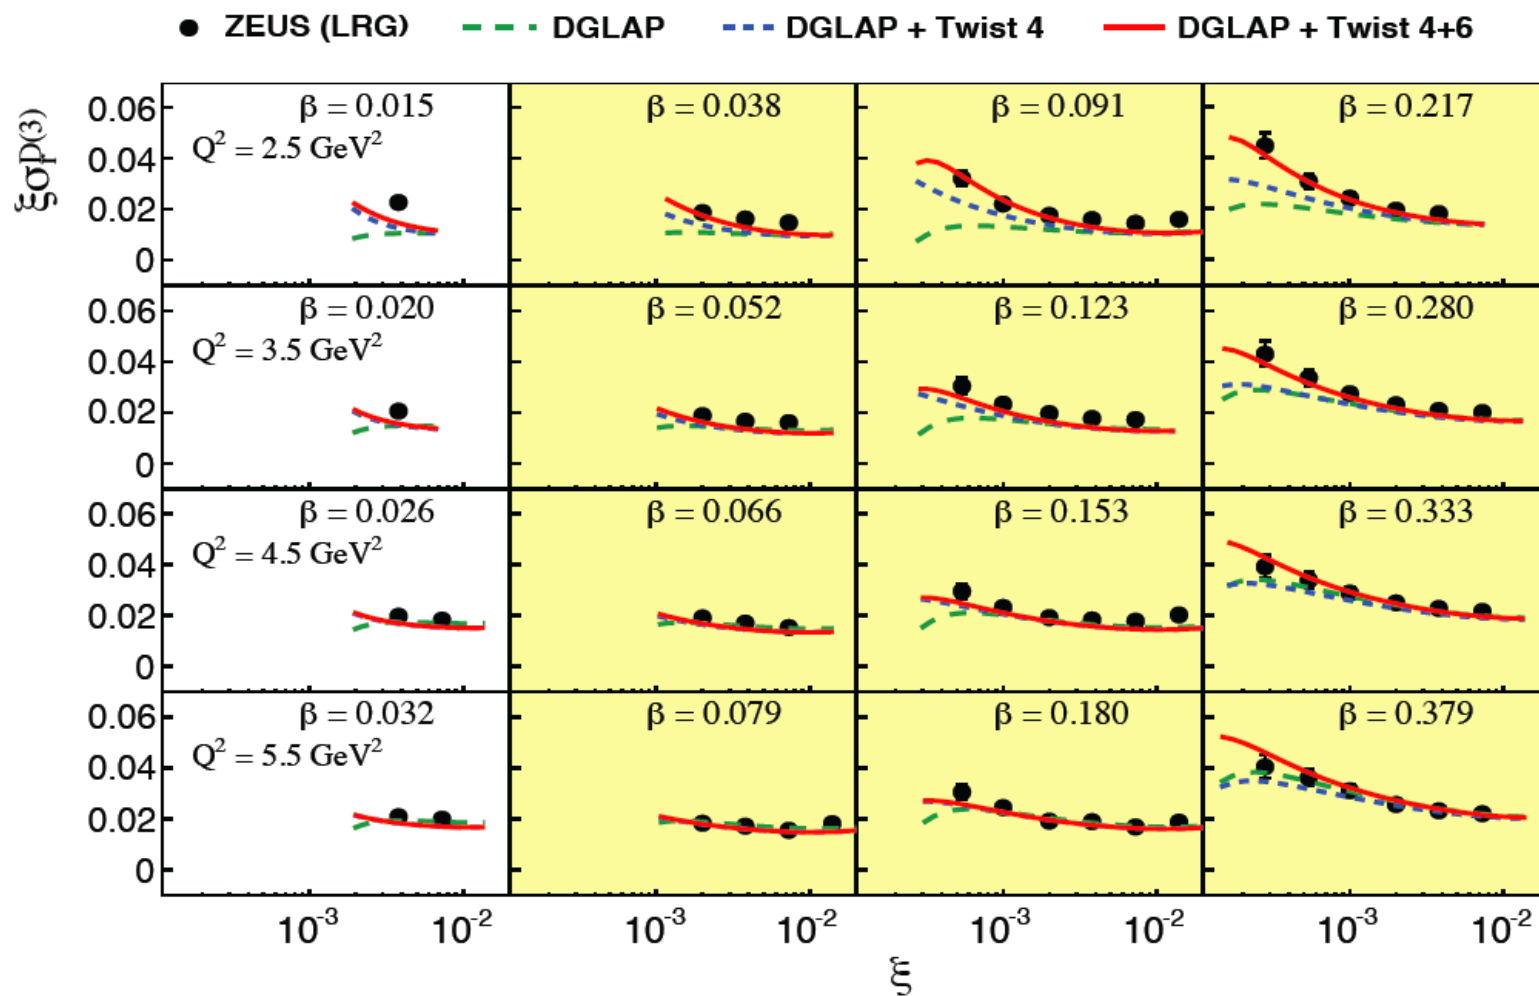 ZEUS (LRG) DGLAP DGLAP + Twist 4 DGLAP + Twist 4+6
ξσ_r^{D(3)}
0.06 β = 0.015 β = 0.038 β = 0.091 β = 0.217
Q² = 2.5 GeV²
0.04
0.02
0
0.06 β = 0.020 β = 0.052 β = 0.123 β = 0.280
Q² = 3.5 GeV²
0.04
0.02
0
0.06 β = 0.026 β = 0.066 β = 0.153 β = 0.333
Q² = 4.5 GeV²
0.04
0.02
0
0.06 β = 0.032 β = 0.079 β = 0.180 β = 0.379
Q² = 5.5 GeV²
0.04
0.02
0
10⁻³ 10⁻² 10⁻³ 10⁻² 10⁻³ 10⁻² 10⁻³ 10⁻²
ξ